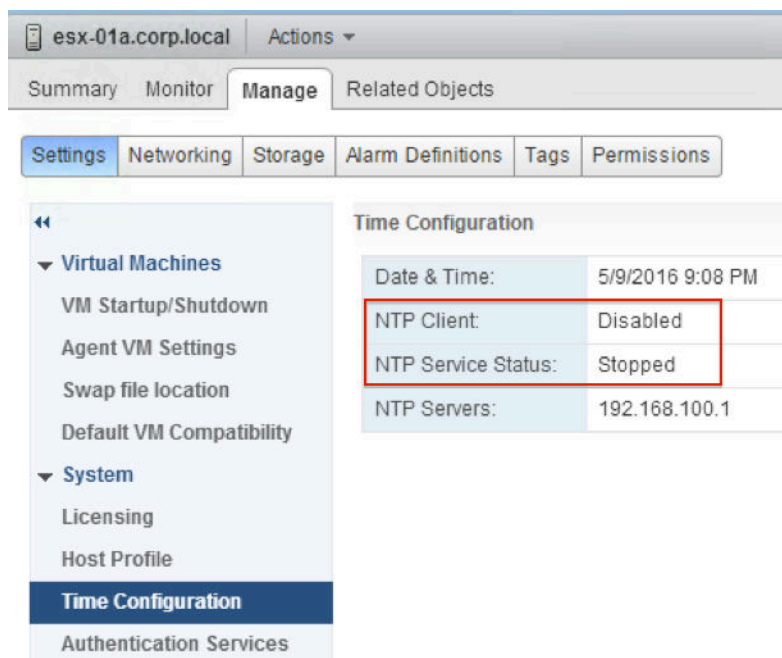 esx-01a.corp.local Actions
Summary Monitor Manage Related Objects
Settings Networking Storage Alarm Definitions Tags Permissions
Time Configuration
Virtual Machines
Date & Time: 5/9/2016 9:08 PM
VM Startup/Shutdown
NTP Client: Disabled
Agent VM Settings
NTP Service Status: Stopped
Swap file location
NTP Servers: 192.168.100.1
Default VM Compatibility
System
Licensing
Host Profile
Time Configuration
Authentication Services